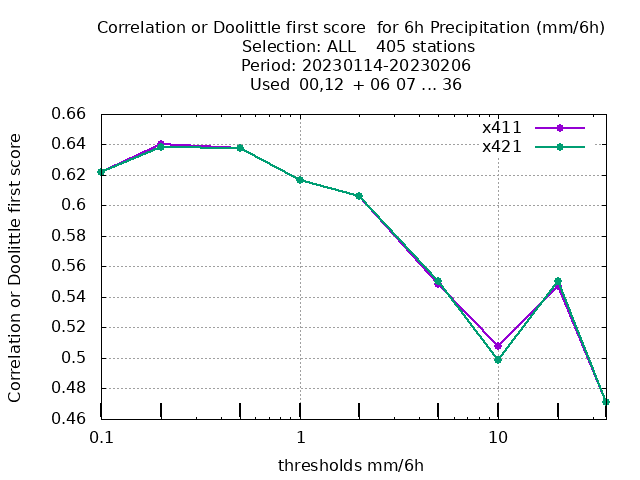 Correlation or Doolittle first score  for 6h Precipitation (mm/6h)
Selection: ALL    405 stations
Period: 20230114-20230206
Used  00,12  + 06 07 ... 36
x411
x421
Correlation or Doolittle first score
0.66
0.64
0.62
0.6
0.58
0.56
0.54
0.52
0.5
0.48
0.46
0.1
1
10
thresholds mm/6h